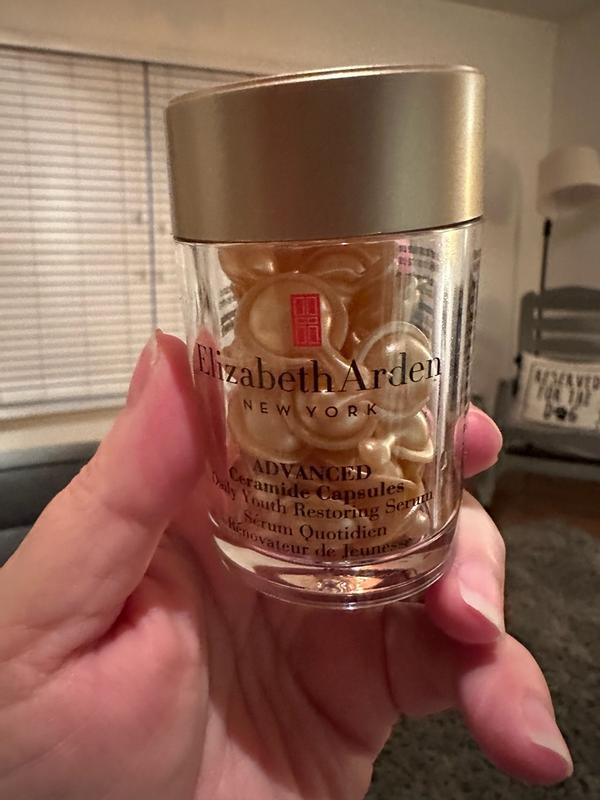 Elizabeth Arden
NEW YORK
ADVANCED
Ceramide Capsules
Daily Youth Restoring Serum
Sérum Quotidien
Rénovateur de Jeunesse
RESERVED
FOR THE
DOG